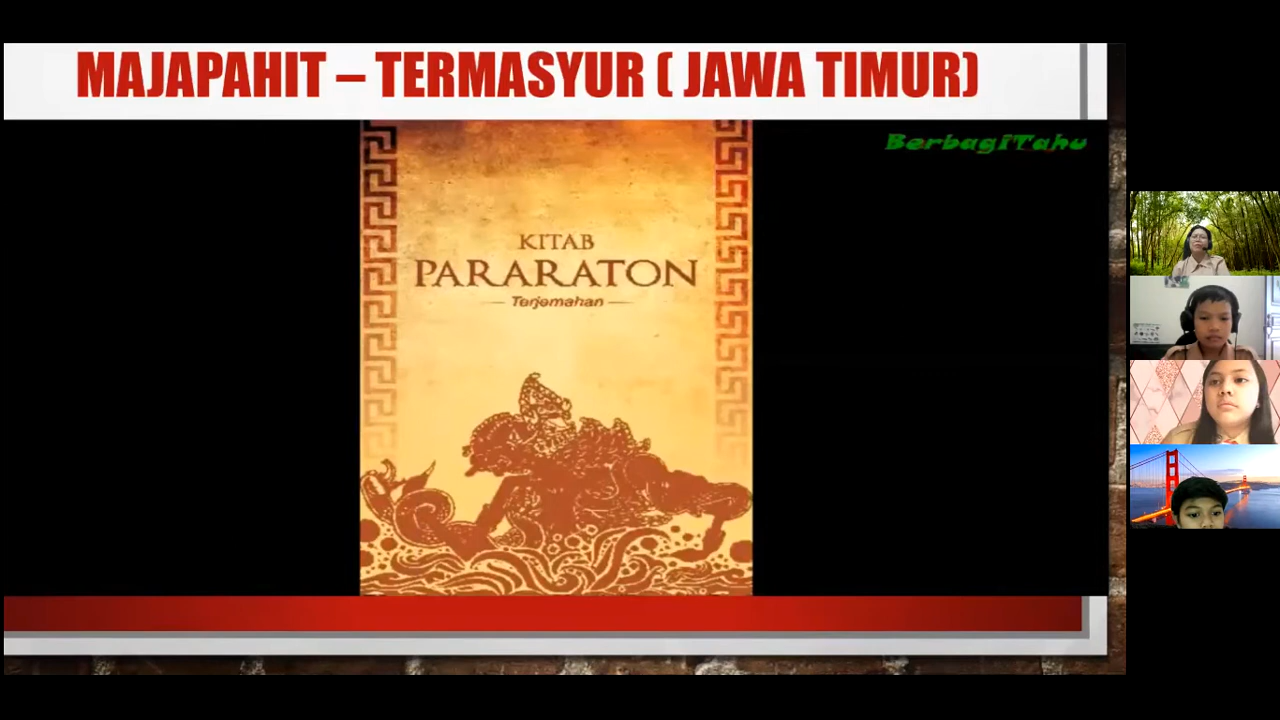 MAJAPAHIT – TERMASYUR ( JAWA TIMUR)
BerbagiTahu
KITAB
PARARATON
Terjemahan